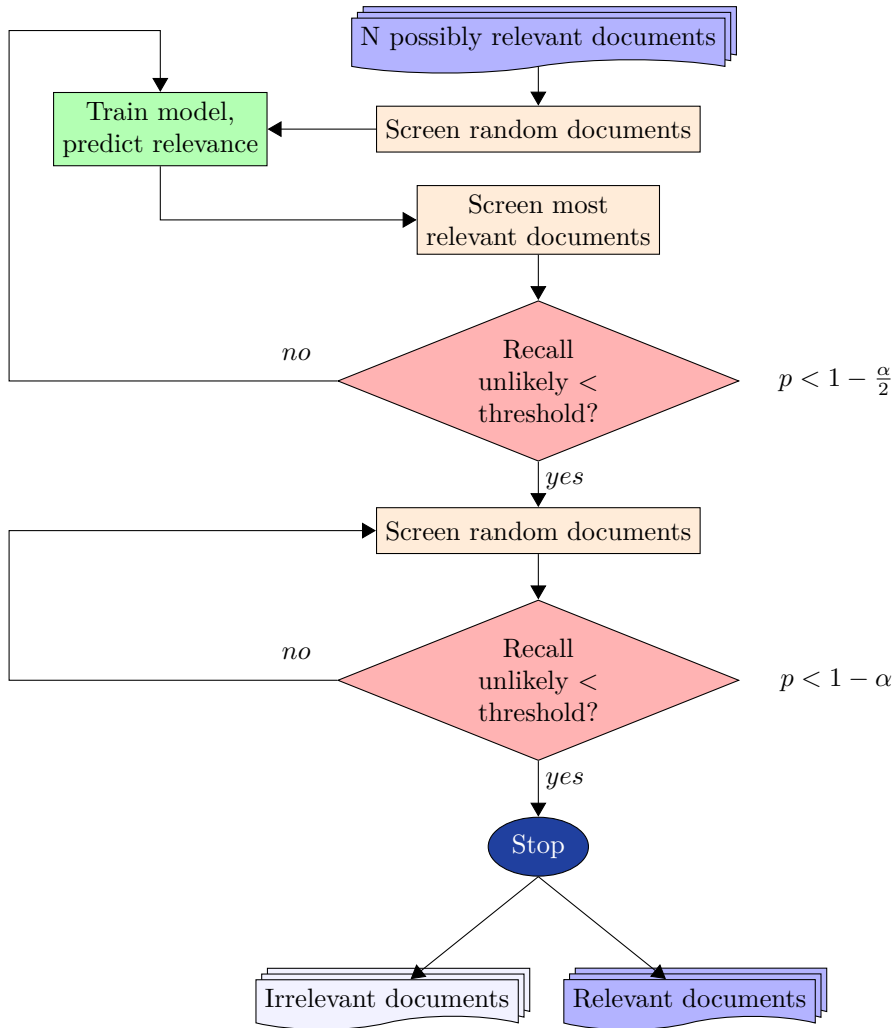 N possibly relevant documents
Train model,
predict relevance
Screen random documents
Screen most
relevant documents
no
Recall
unlikely <
threshold?
p < 1 − α/2
yes
Screen random documents
no
Recall
unlikely <
threshold?
p < 1 − α
yes
Stop
Irrelevant documents
Relevant documents